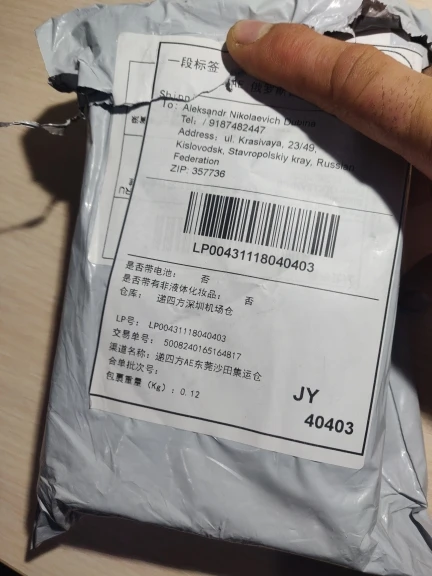 一段标签
To: Aleksandr Nikolaevich Dubina
Tel: / 9187482447
Address: ul. Krasivaya, 23/49,
Kislovodsk, Stavropolskiy kray, Russian
Federation
ZIP: 357736
LP00431118040403
是否带电池: 否
是否带有非液体化妆品: 否
仓库: 递四方深圳机场仓
LP号: LP00431118040403
交易单号: 5008240165164817
渠道名称: 递四方AE东莞沙田集运仓
会单批次号:
包裹重量 (Kg): 0.12
JY
40403